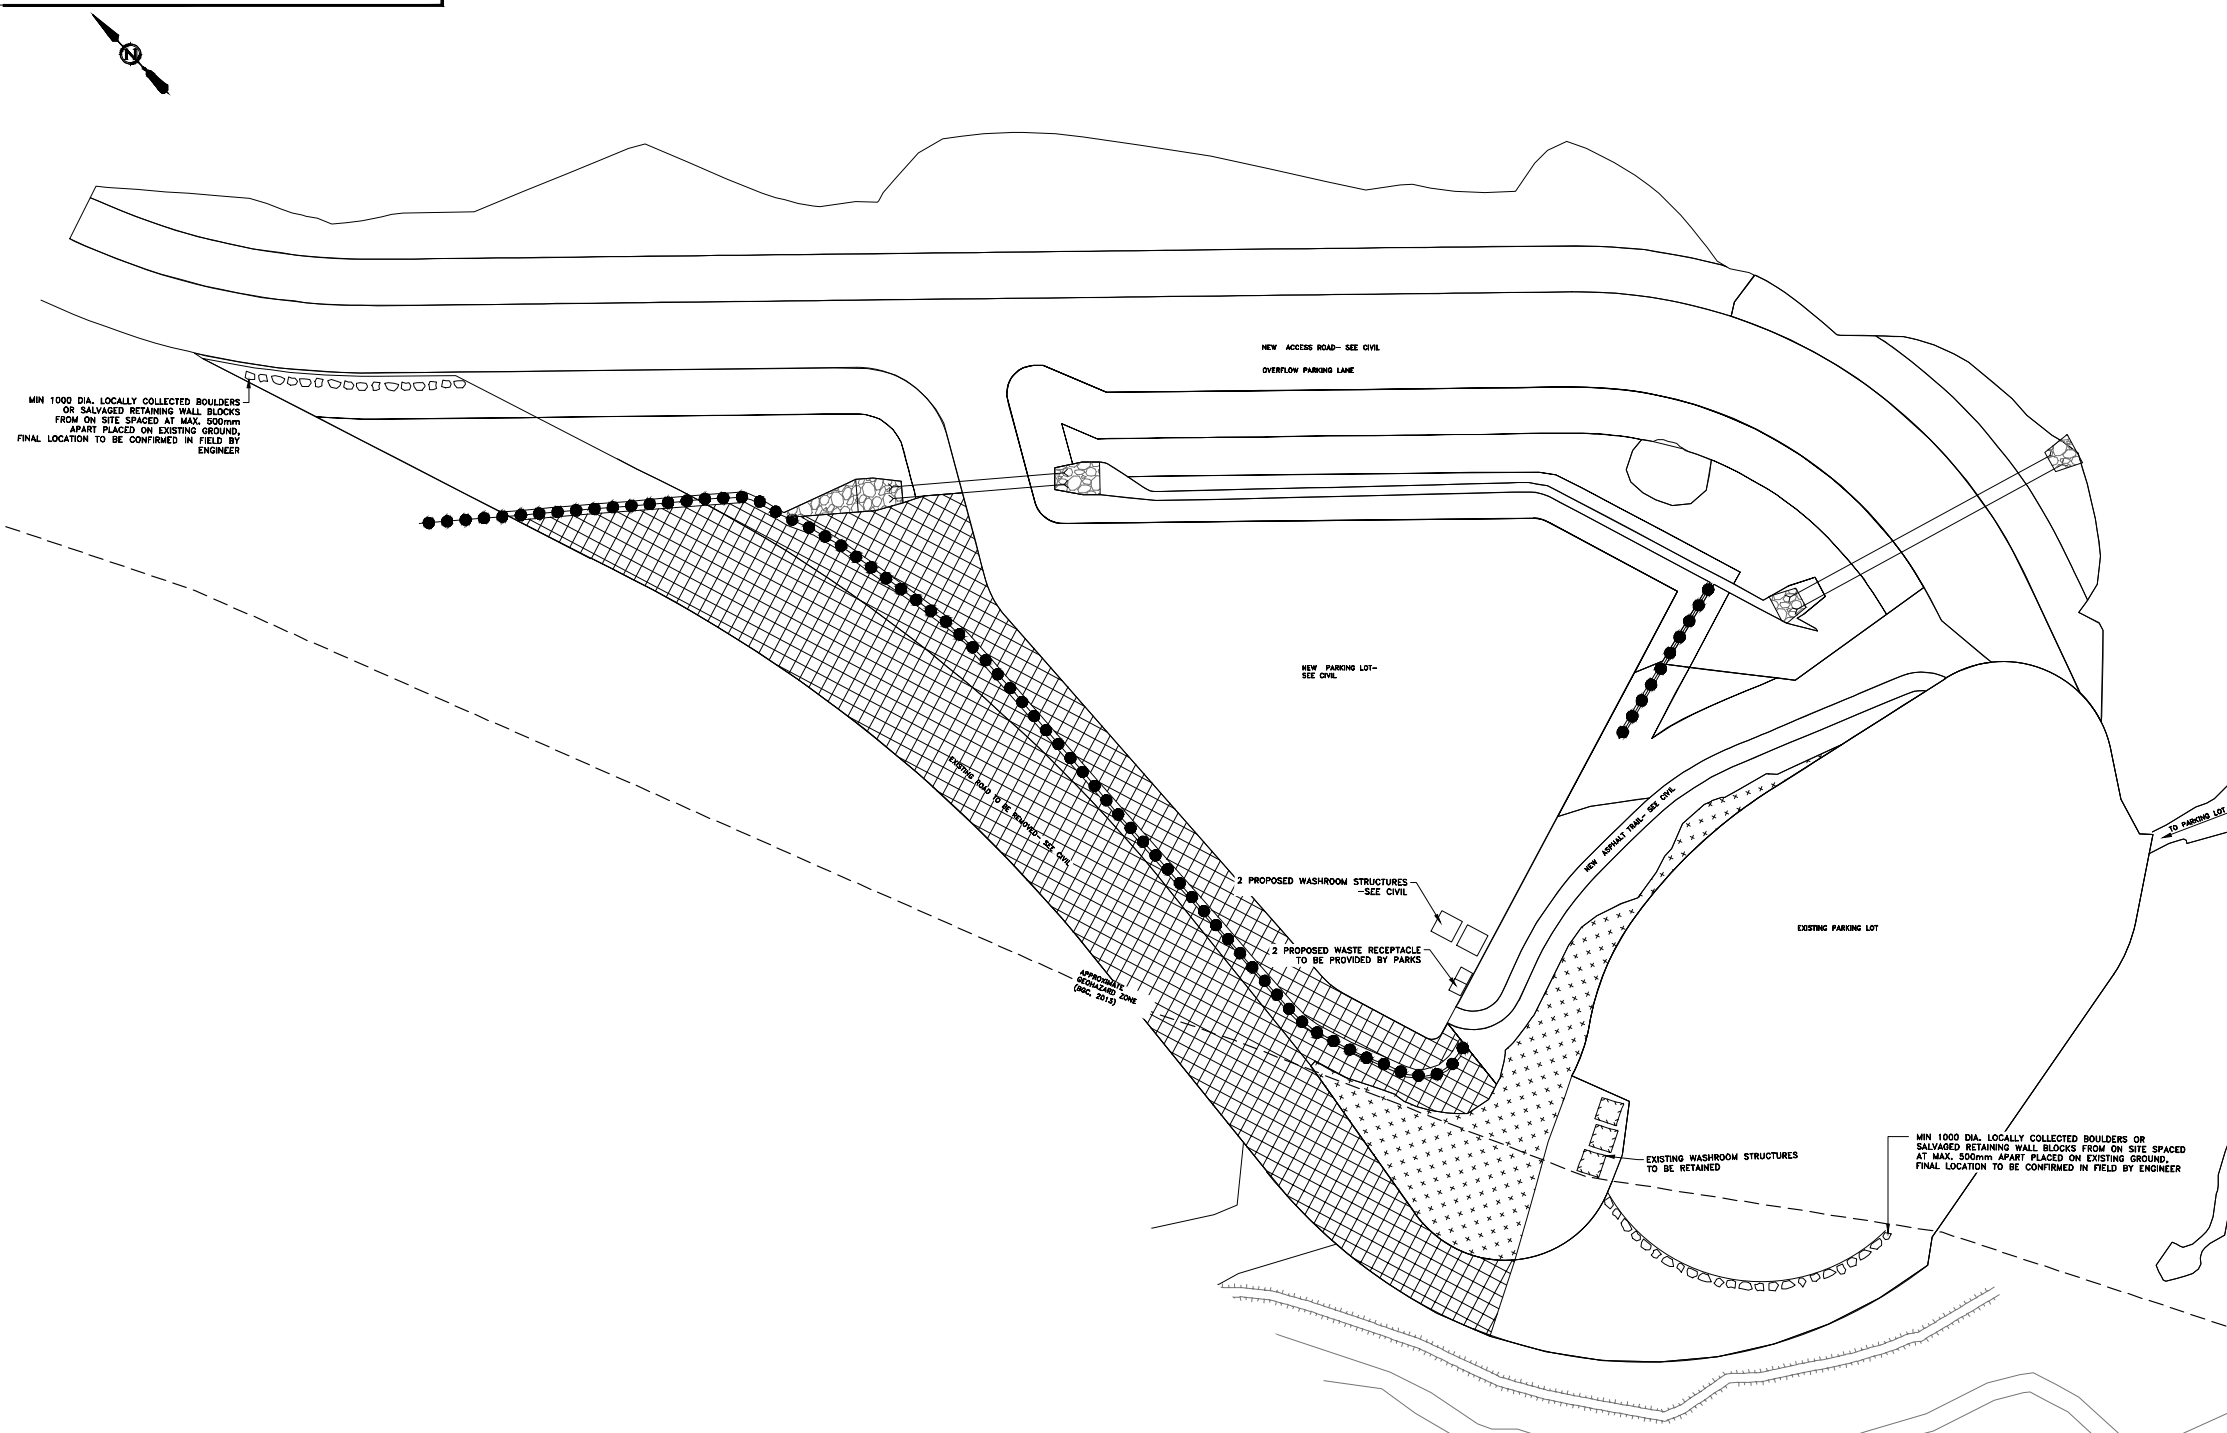 N
NEW ACCESS ROAD- SEE CIVIL
OVERFLOW PARKING LANE
MIN 1000 DIA. LOCALLY COLLECTED BOULDERS
OR SALVAGED RETAINING WALL BLOCKS
FROM ON SITE SPACED AT MAX. 500mm
APART PLACED ON EXISTING GROUND,
FINAL LOCATION TO BE CONFIRMED IN FIELD BY
ENGINEER
NEW PARKING LOT-
SEE CIVIL
EXISTING ROAD TO BE REMOVED- SEE CIVIL
NEW ASPHALT TRAIL- SEE CIVIL
TO PARKING LOT
2 PROPOSED WASHROOM STRUCTURES
-SEE CIVIL
EXISTING PARKING LOT
2 PROPOSED WASTE RECEPTACLE
TO BE PROVIDED BY PARKS
APPROXIMATE
GEOHAZARD ZONE
(BGC, 2013)
EXISTING WASHROOM STRUCTURES
TO BE RETAINED
MIN 1000 DIA. LOCALLY COLLECTED BOULDERS OR
SALVAGED RETAINING WALL BLOCKS FROM ON SITE SPACED
AT MAX. 500mm APART PLACED ON EXISTING GROUND,
FINAL LOCATION TO BE CONFIRMED IN FIELD BY ENGINEER